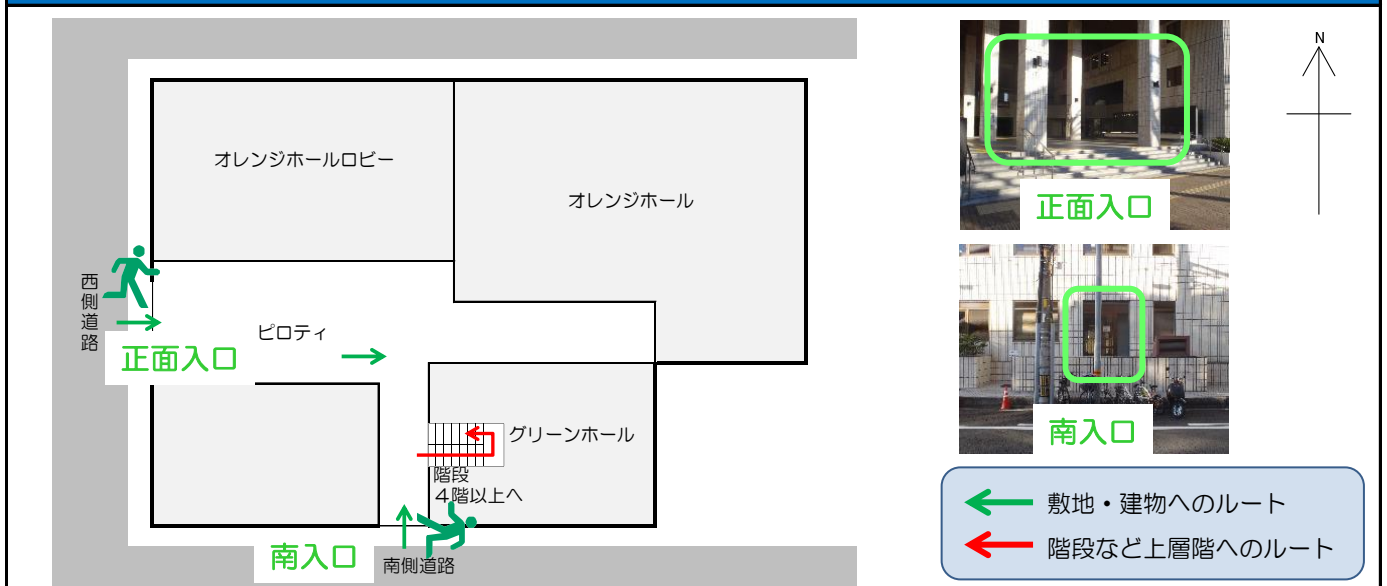 オレンジホールロビー
オレンジホール
西側道路
ピロティ
正面入口
グリーンホール
階段
４階以上へ
南入口
南側道路
正面入口
南入口
N
敷地・建物へのルート
階段など上層階へのルート